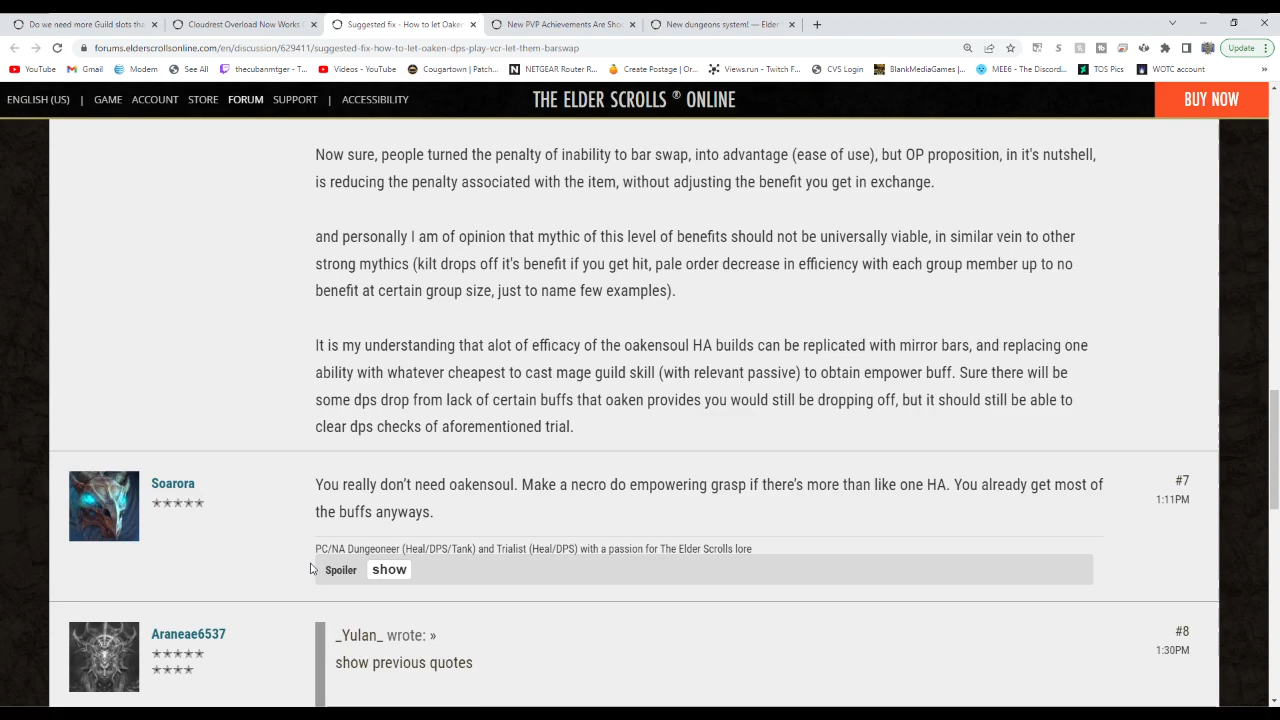 Do we need more Guild slots tha
Cloudrest Overload Now Works
Suggested fix - How to let Oaken
New PVP Achievements Are Sho
New dungeons system! — Elder
forums.elderscrollsonline.com/en/discussion/629411/suggested-fix-how-to-let-oaken-dps-play-vcr-let-them-barswap
Update
YouTube
Gmail
Modem
See All
thecubanmtger - T...
Videos - YouTube
Cougartown | Patch...
NETGEAR Router R...
Create Postage | Or...
Views.run - Twitch F...
CVS Login
BlankMediaGames |...
MEE6 - The Discord...
TOS Pics
WOTC account
»
ENGLISH (US) | GAME ACCOUNT STORE FORUM SUPPORT | ACCESSIBILITY
THE ELDER SCROLLS ® ONLINE
BUY NOW
Now sure, people turned the penalty of inability to bar swap, into advantage (ease of use), but OP proposition, in it's nutshell,
is reducing the penalty associated with the item, without adjusting the benefit you get in exchange.
and personally I am of opinion that mythic of this level of benefits should not be universally viable, in similar vein to other
strong mythics (kilt drops off it's benefit if you get hit, pale order decrease in efficiency with each group member up to no
benefit at certain group size, just to name few examples).
It is my understanding that alot of efficacy of the oakensoul HA builds can be replicated with mirror bars, and replacing one
ability with whatever cheapest to cast mage guild skill (with relevant passive) to obtain empower buff. Sure there will be
some dps drop from lack of certain buffs that oaken provides you would still be dropping off, but it should still be able to
clear dps checks of aforementioned trial.
Soarora
You really don't need oakensoul. Make a necro do empowering grasp if there's more than like one HA. You already get most of
the buffs anyways.
#7
1:11PM
PC/NA Dungeoneer (Heal/DPS/Tank) and Trialist (Heal/DPS) with a passion for The Elder Scrolls lore
Spoiler show
Araneae6537
_Yulan_ wrote: »
show previous quotes
#8
1:30PM